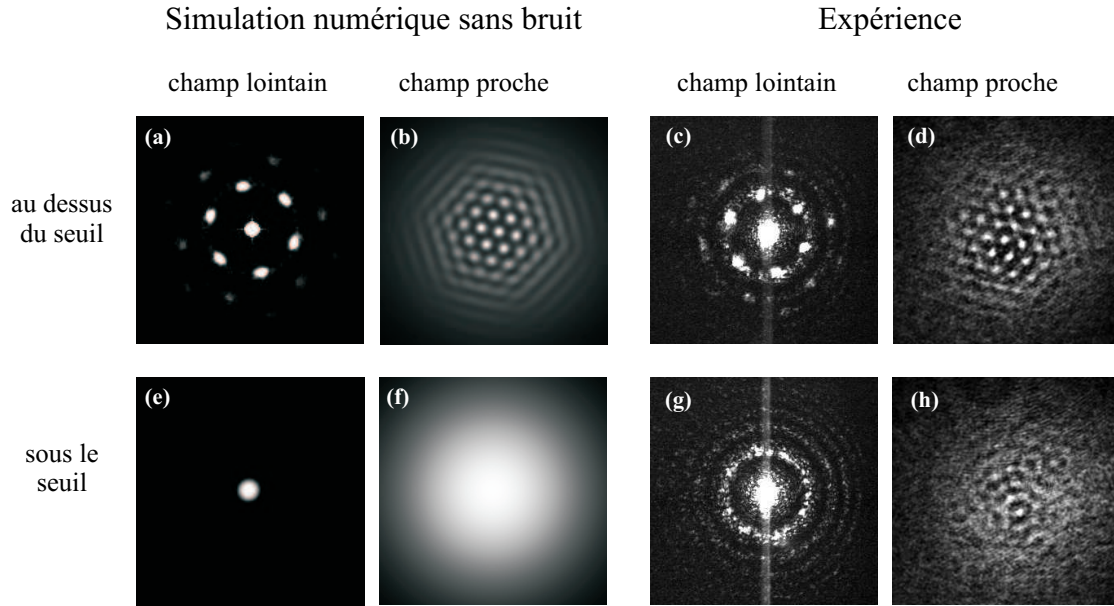 Simulation numérique sans bruit
Expérience
champ lointain
champ proche
champ lointain
champ proche
au dessus
du seuil
(a)
(b)
(c)
(d)
sous le
seuil
(e)
(f)
(g)
(h)